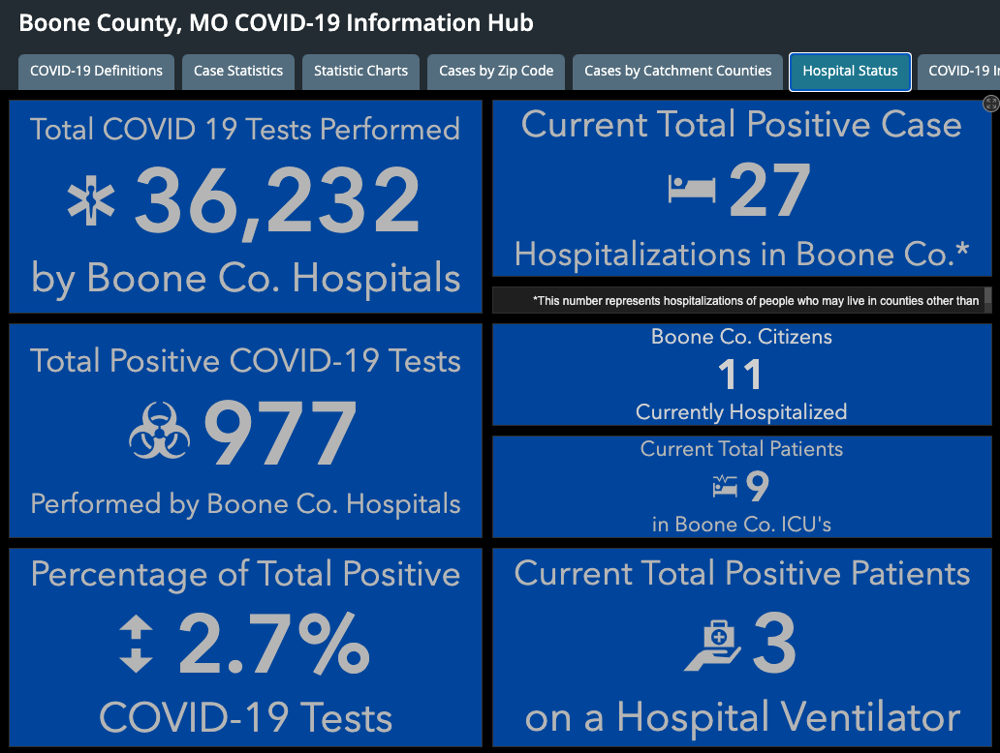 Boone County, MO COVID-19 Information Hub
COVID-19 Definitions
Case Statistics
Statistic Charts
Cases by Zip Code
Cases by Catchment Counties
Hospital Status
COVID-19 I
Total COVID 19 Tests Performed
36,232
by Boone Co. Hospitals
Current Total Positive Case
27
Hospitalizations in Boone Co.*
*This number represents hospitalizations of people who may live in counties other than
Total Positive COVID-19 Tests
977
Performed by Boone Co. Hospitals
Boone Co. Citizens
11
Currently Hospitalized
Current Total Patients
9
in Boone Co. ICU's
Percentage of Total Positive
2.7%
COVID-19 Tests
Current Total Positive Patients
3
on a Hospital Ventilator